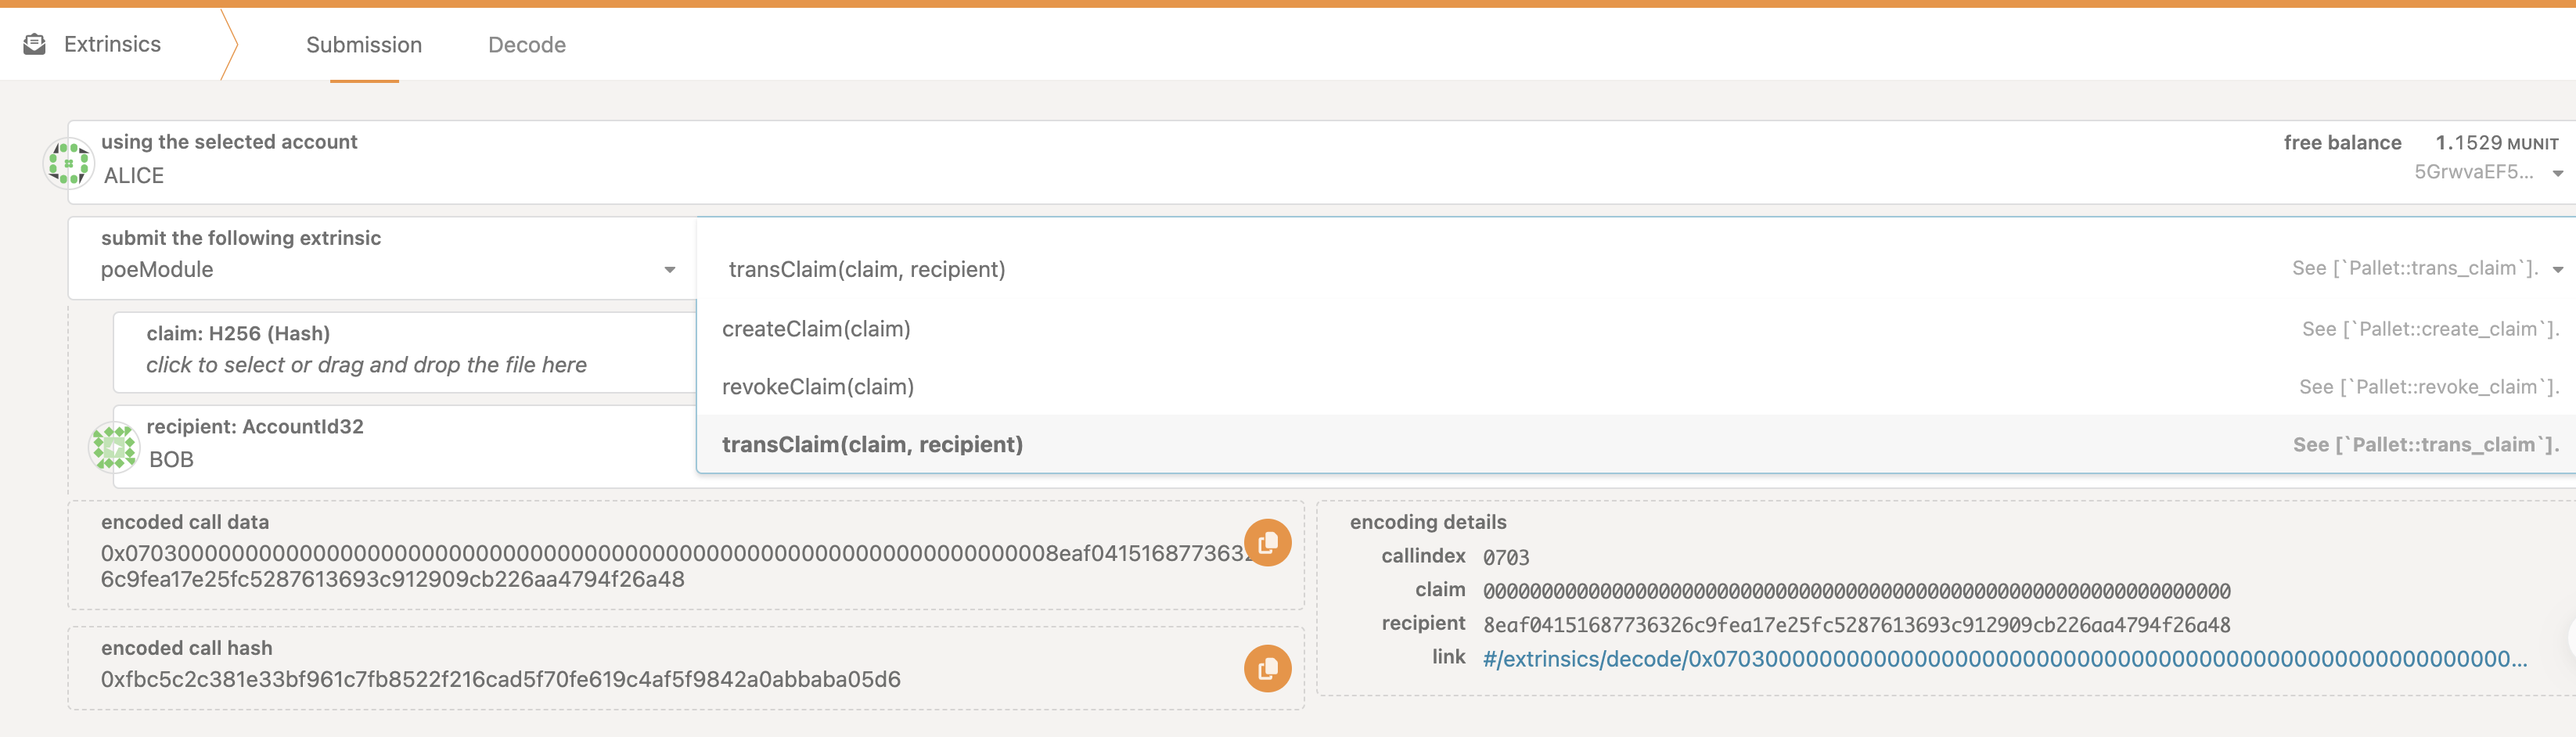 Extrinsics
Submission
Decode
using the selected account
ALICE
free balance 1.1529 MUNIT
5GrwvaEF5...
submit the following extrinsic
poeModule
transClaim(claim, recipient)
See [`Pallet::trans_claim`].
createClaim(claim)
See [`Pallet::create_claim`].
revokeClaim(claim)
See [`Pallet::revoke_claim`].
transClaim(claim, recipient)
See [`Pallet::trans_claim`].
claim: H256 (Hash)
click to select or drag and drop the file here
recipient: AccountId32
BOB
encoded call data
0x070300000000000000000000000000000000000000000000000000000000000000008eaf0415168773632
6c9fea17e25fc5287613693c912909cb226aa4794f26a48
encoded call hash
0xfbc5c2c381e33bf961c7fb8522f216cad5f70fe619c4af5f9842a0abbaba05d6
encoding details
callindex 0703
claim 0000000000000000000000000000000000000000000000000000000000000000
recipient 8eaf04151687736326c9fea17e25fc5287613693c912909cb226aa4794f26a48
link #/extrinsics/decode/0x0703000000000000000000000000000000000000000000000000000000000...